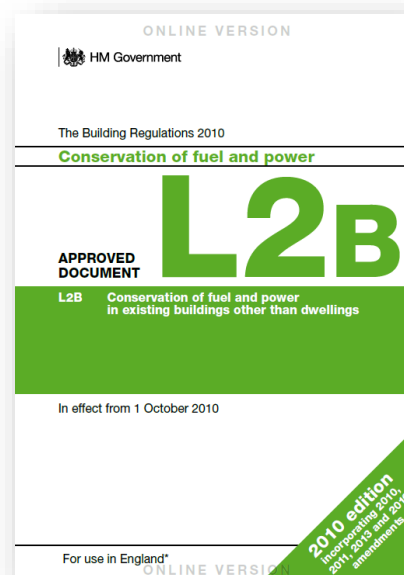 ONLINE VERSION
HM Government
The Building Regulations 2010
Conservation of fuel and power
L2B
APPROVED
DOCUMENT
L2B Conservation of fuel and power
in existing buildings other than dwellings
In effect from 1 October 2010
2010 edition
incorporating 2010,
2011, 2013 and
amendments
For use in England*
ONLINE VERSION